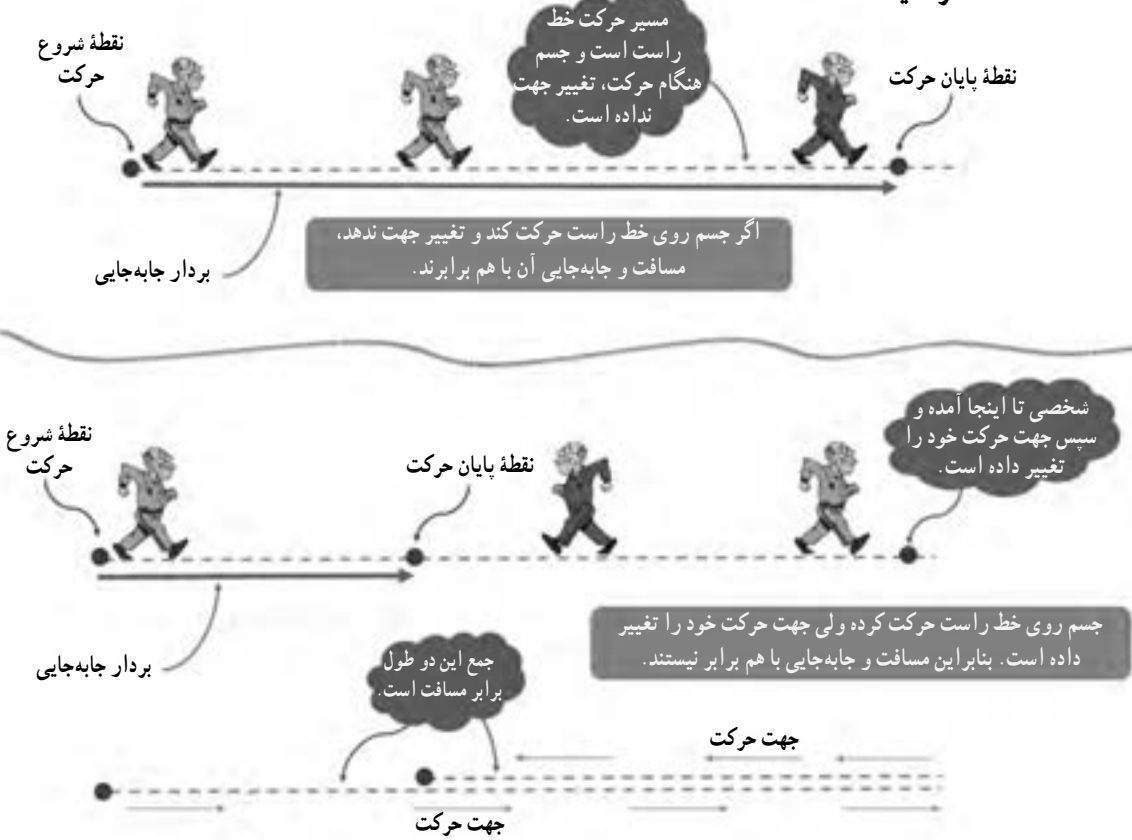 مسیر حرکت خط
راست است و جسم
هنگام حرکت، تغییر جهت
نداده است.
نقطهٔ شروع
حرکت
نقطهٔ پایان حرکت
اگر جسم روی خط راست حرکت کند و تغییر جهت ندهد،
مسافت و جابه‌جایی آن با هم برابرند.
بردار جابه‌جایی
شخصی تا اینجا آمده و
سپس جهت حرکت خود را
تغییر داده است.
نقطهٔ شروع
حرکت
نقطهٔ پایان حرکت
جسم روی خط راست حرکت کرده ولی جهت حرکت خود را تغییر
داده است. بنابراین مسافت و جابه‌جایی با هم برابر نیستند.
بردار جابه‌جایی
جمع این دو طول
برابر مسافت است.
جهت حرکت
جهت حرکت